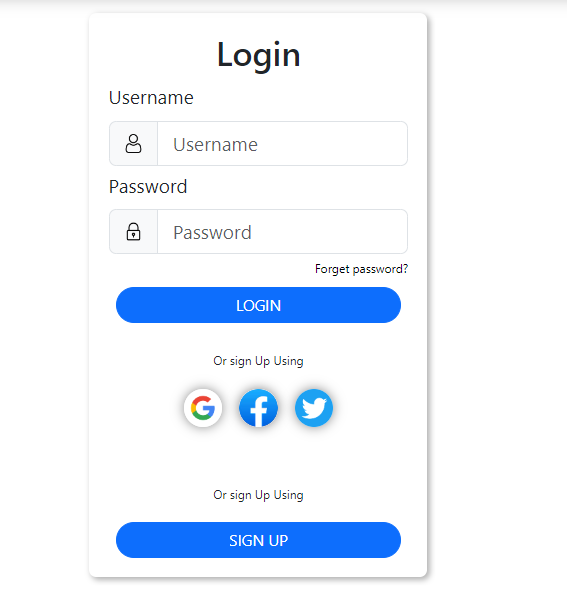 Login
Username
Username
Password
Password
Forget password?
LOGIN
Or sign Up Using
Or sign Up Using
SIGN UP